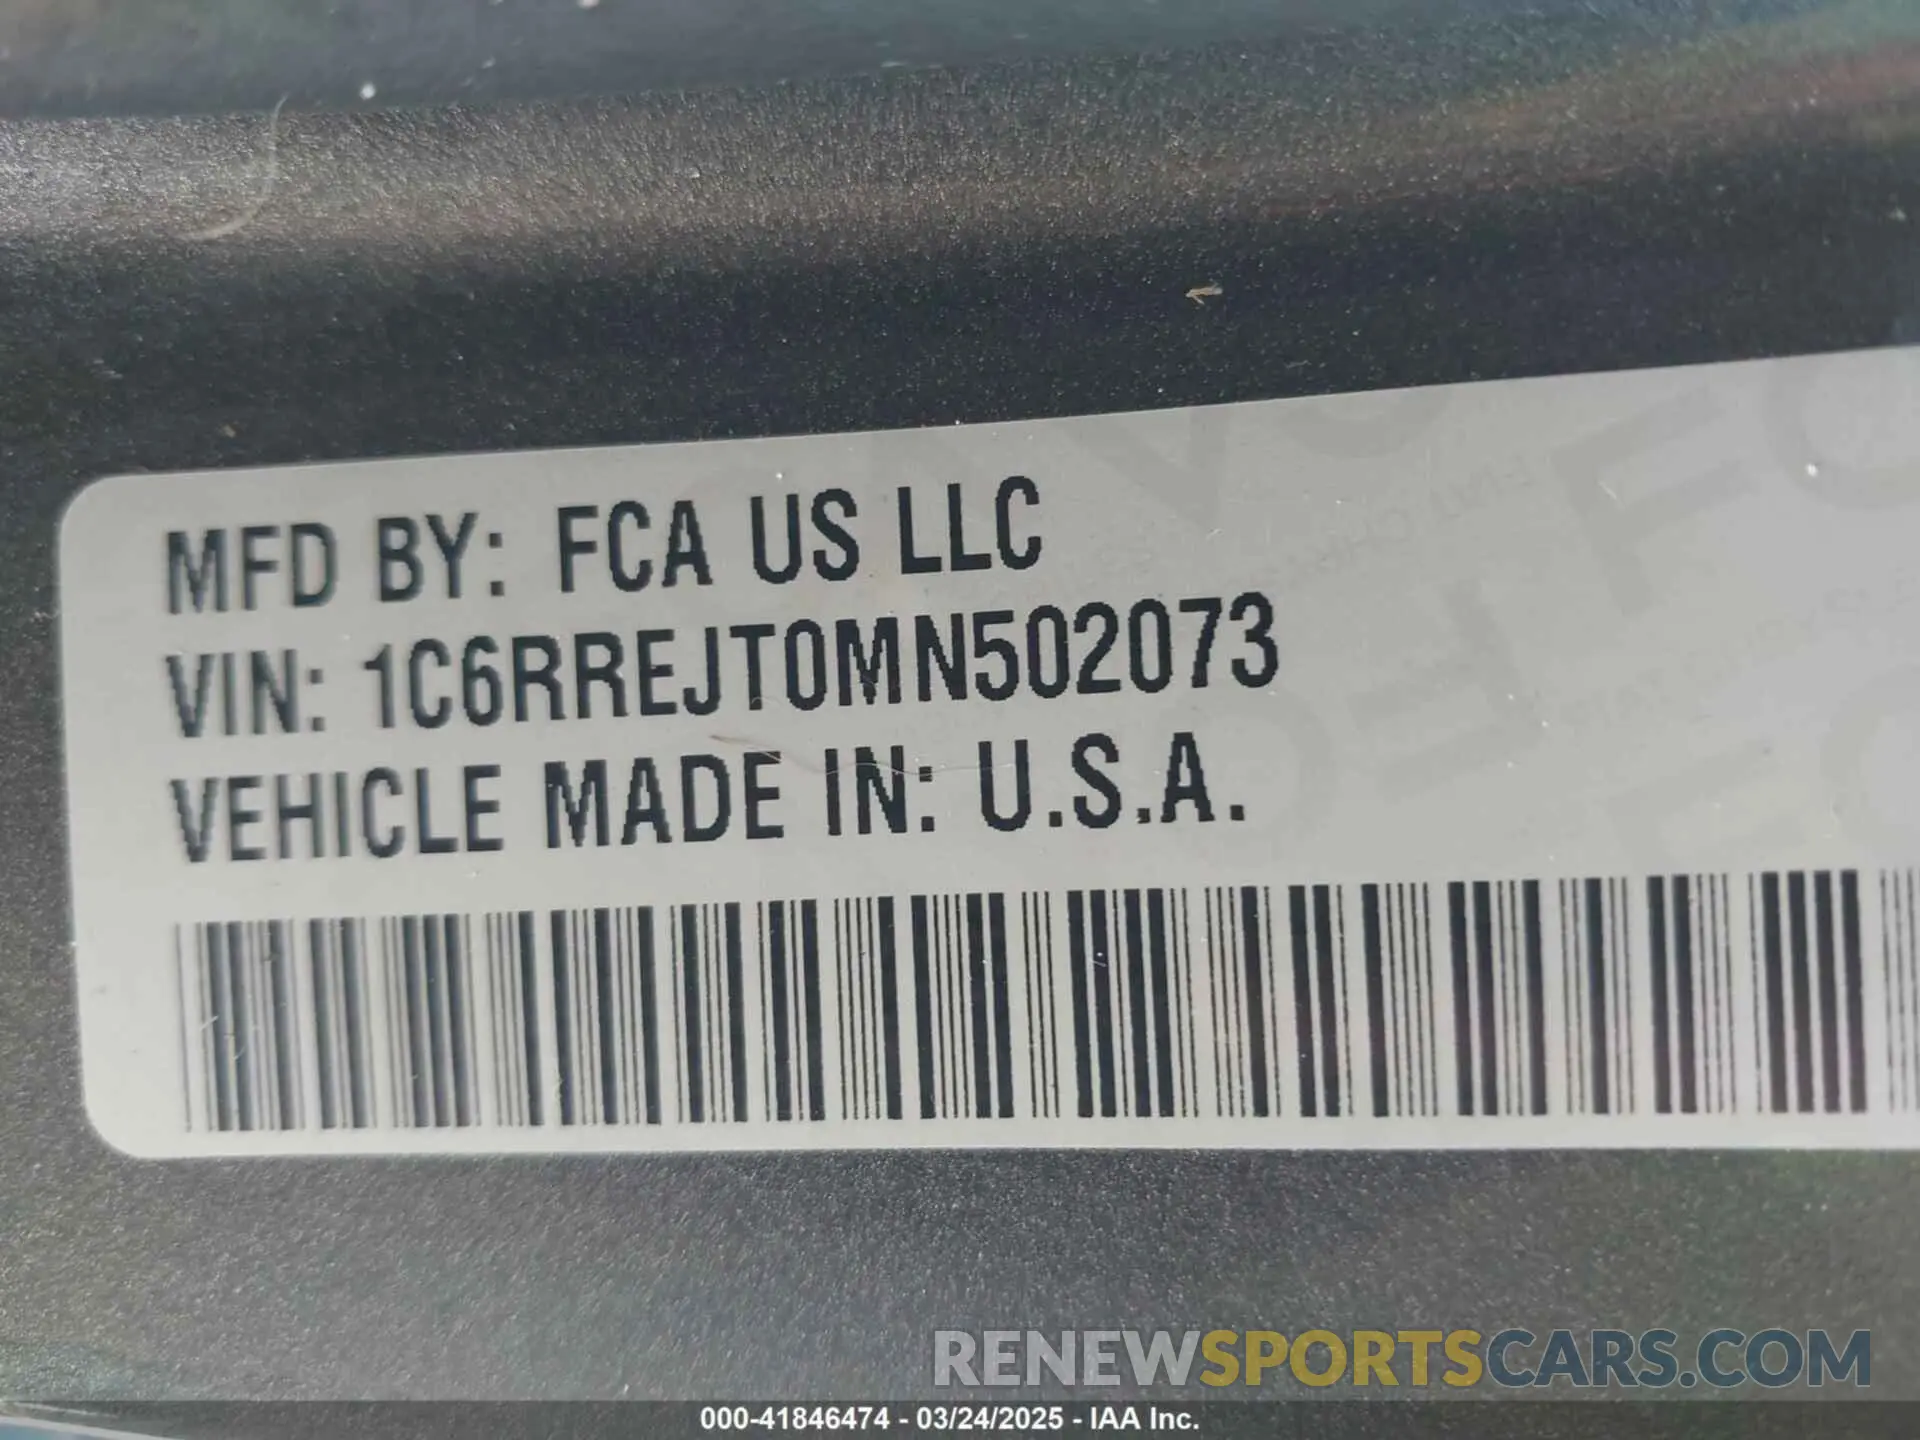 MFD BY: FCA US LLC
VIN: 1C6RREJT0MN502073
VEHICLE MADE IN: U.S.A.
RENEWSPORTSCARS.COM
000-41846474 - 03/24/2025 - IAA Inc.